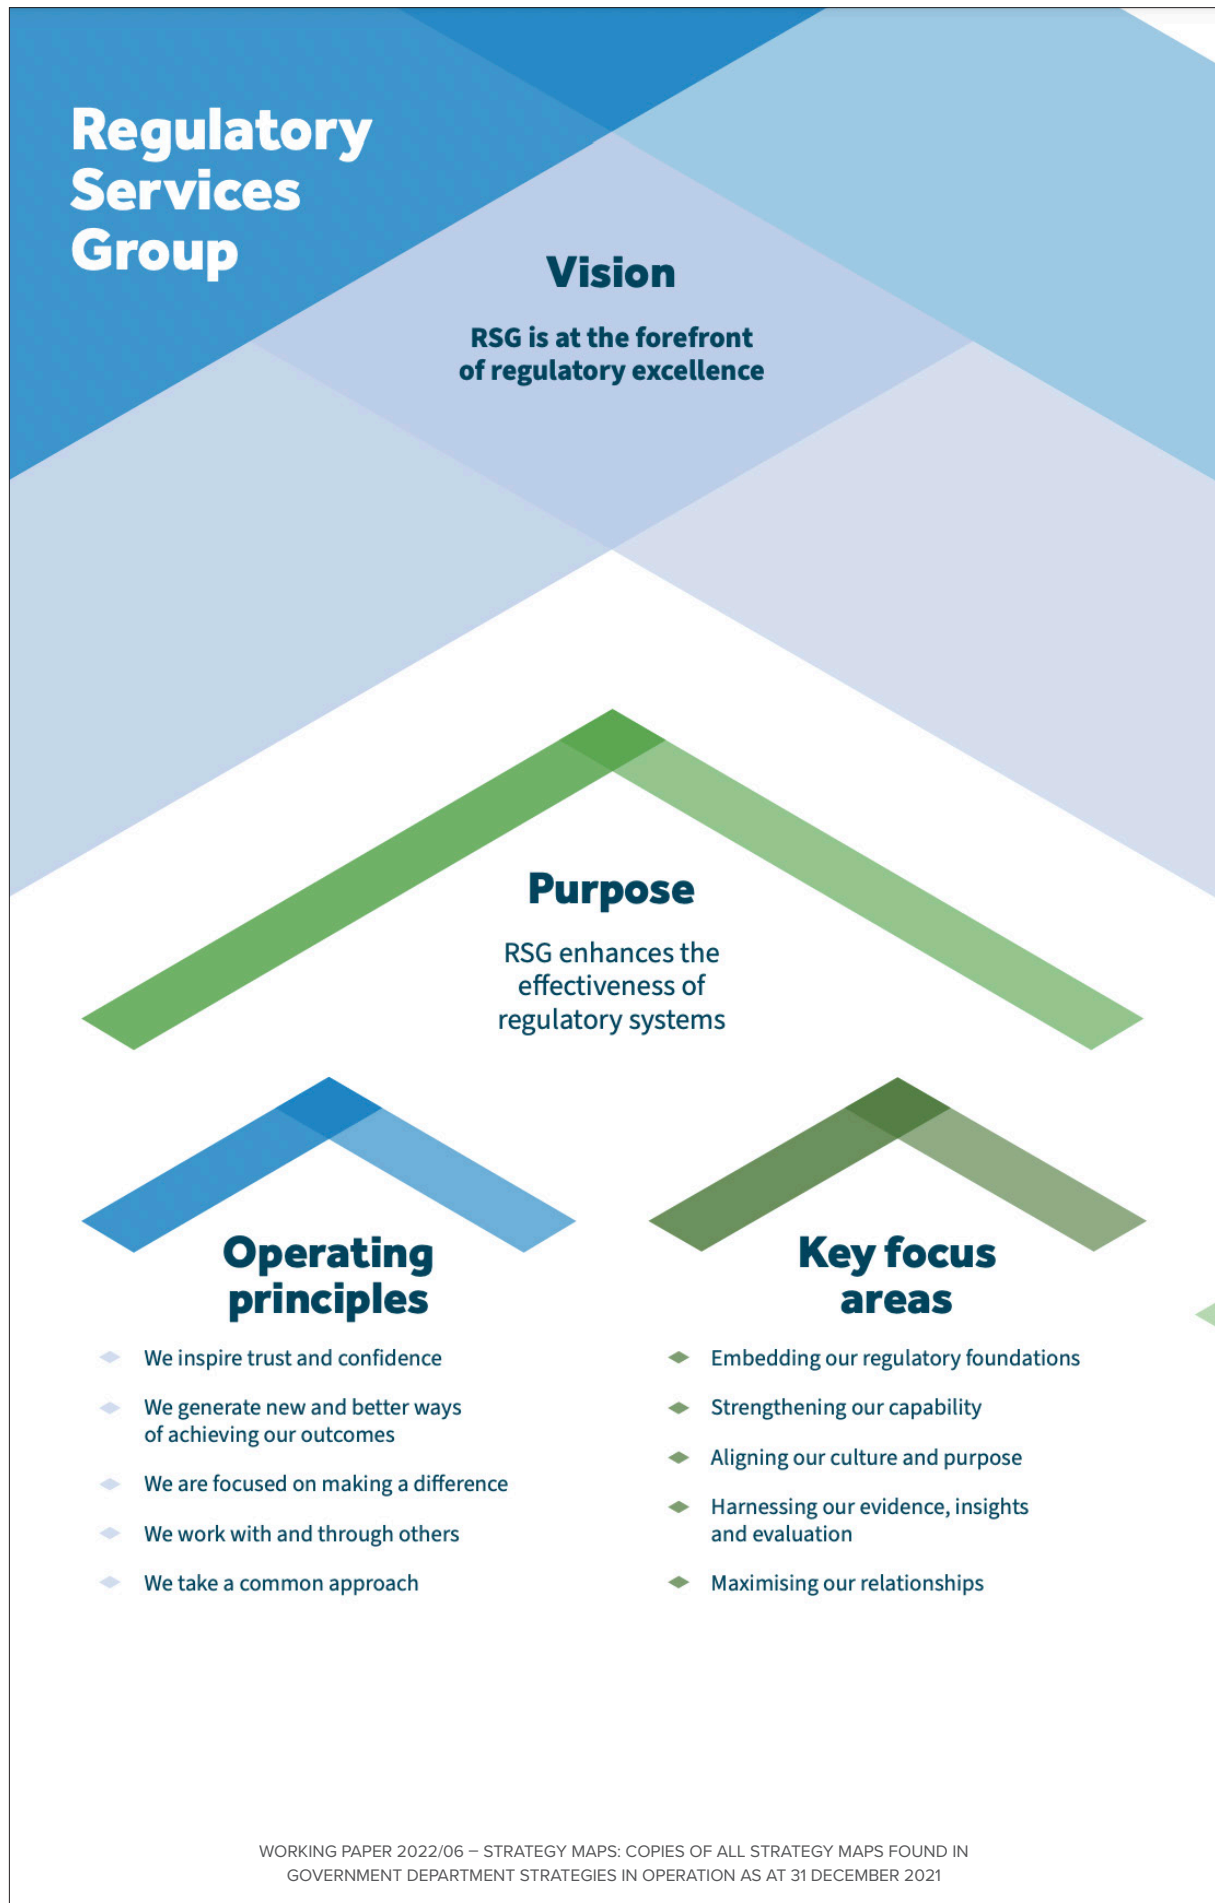 Regulatory
Services
Group
Vision
RSG is at the forefront
of regulatory excellence
Purpose
RSG enhances the
effectiveness of
regulatory systems
Operating
principles
We inspire trust and confidence
We generate new and better ways
of achieving our outcomes
We are focused on making a difference
We work with and through others
We take a common approach
Key focus
areas
Embedding our regulatory foundations
Strengthening our capability
Aligning our culture and purpose
Harnessing our evidence, insights
and evaluation
Maximising our relationships
WORKING PAPER 2022/06 – STRATEGY MAPS: COPIES OF ALL STRATEGY MAPS FOUND IN
GOVERNMENT DEPARTMENT STRATEGIES IN OPERATION AS AT 31 DECEMBER 2021